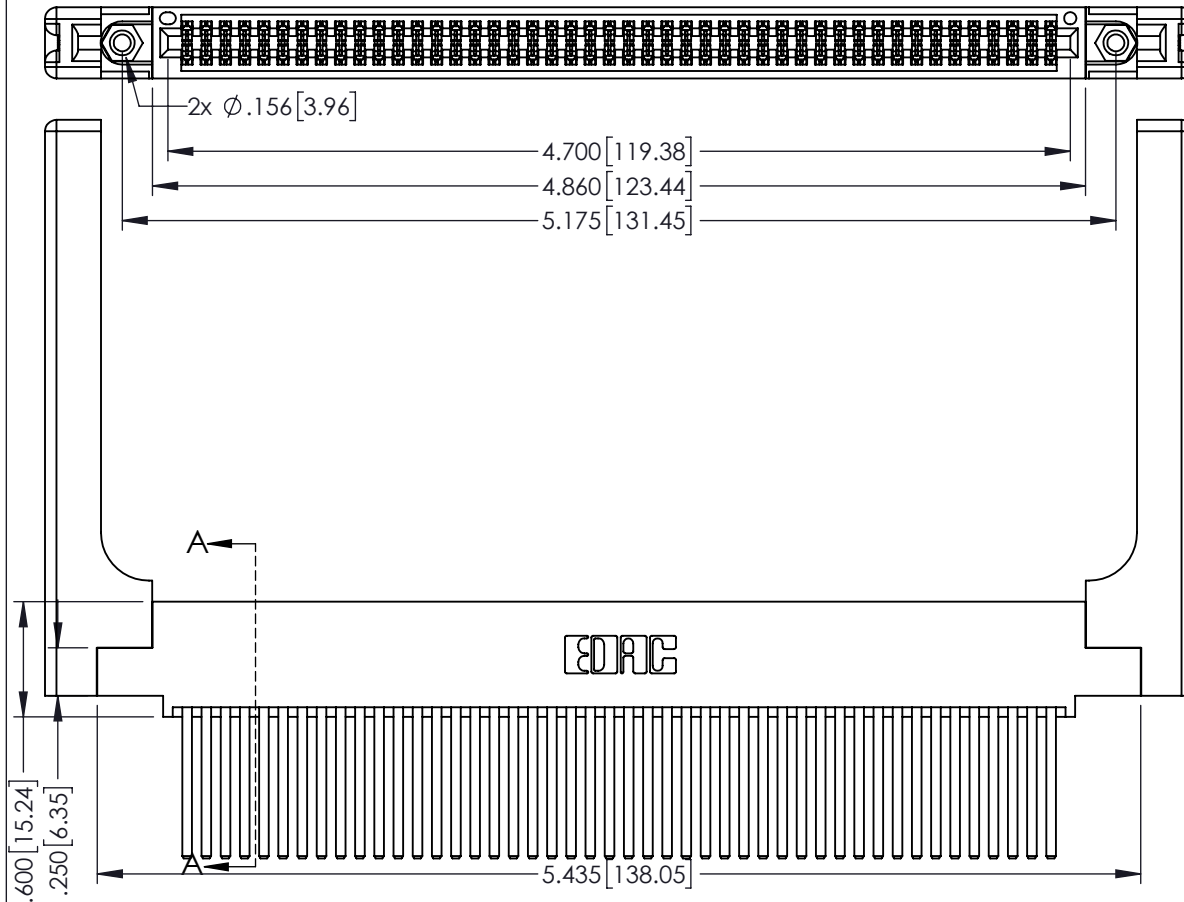 2x Ø.156[3.96]
4.700[119.38]
4.860[123.44]
5.175[131.45]
A
EDAC
.600[15.24]
.250[6.35]
A
5.435[138.05]